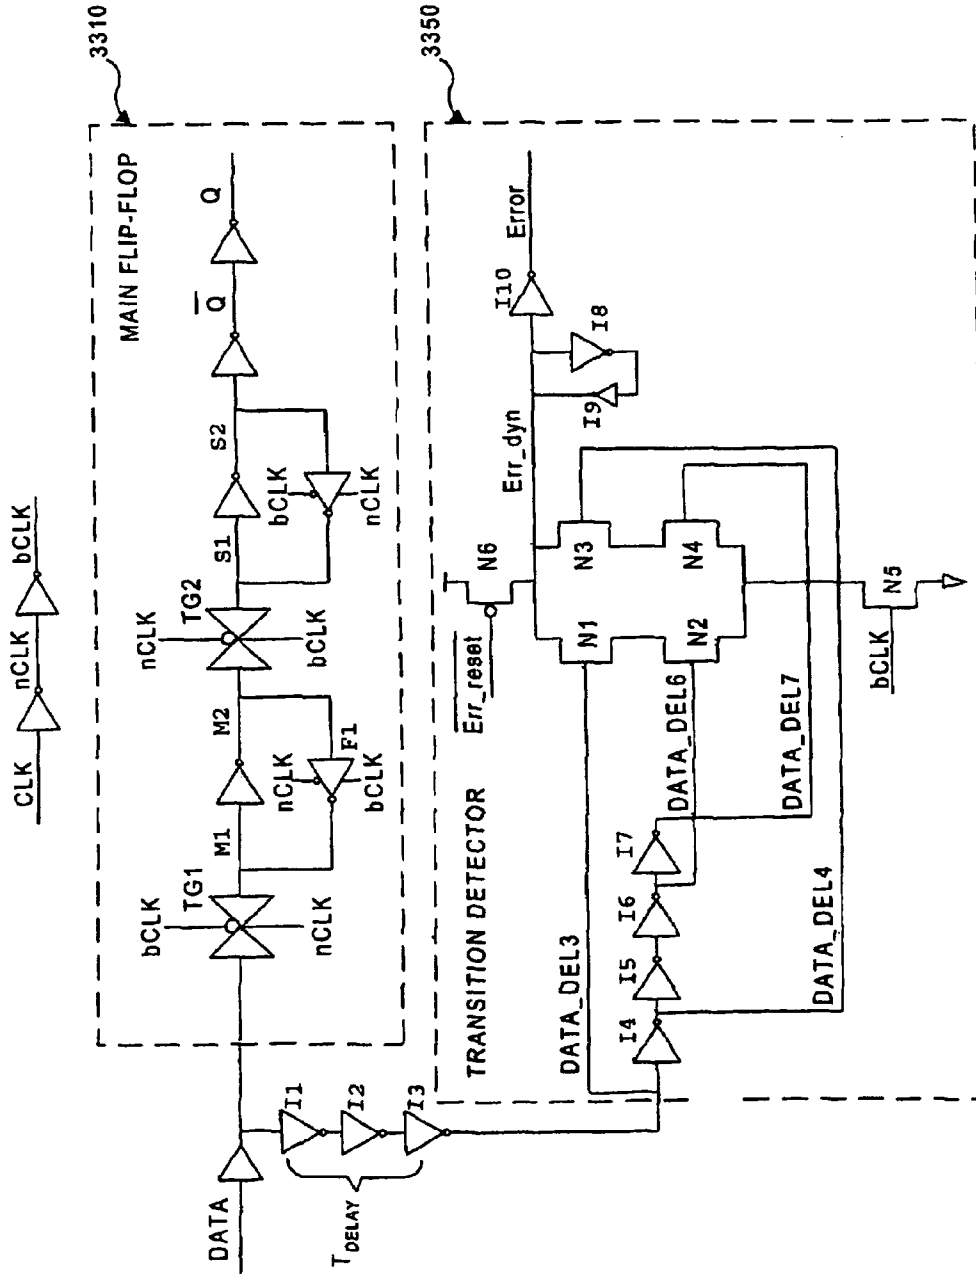 CLK
nCLK
bCLK
3310
MAIN FLIP-FLOP
bCLK
TG1
nCLK
M1
M2
nCLK
F1
bCLK
nCLK
TG2
bCLK
S1
S2
bCLK
nCLK
Q
Q
DATA
I1
I2
I3
TDELAY
3350
TRANSITION DETECTOR
Err_reset
N6
Err_dyn
I10
Error
I8
I9
N1
N3
N2
N4
DATA_DEL3
I4
I5
I6
I7
DATA_DEL6
DATA_DEL7
DATA_DEL4
bCLK
N5